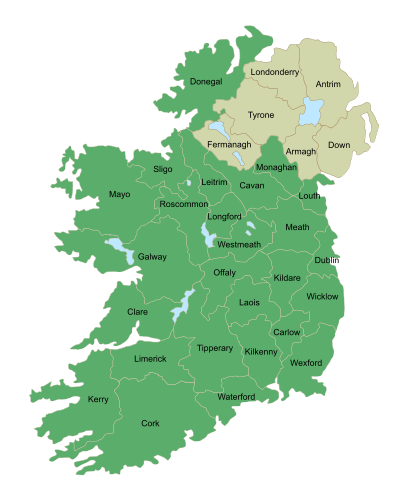 Londonderry
Donegal
Antrim
Tyrone
Fermanagh
Down
Armagh
Monaghan
Sligo
Leitrim
Cavan
Mayo
Louth
Roscommon
Longford
Meath
Westmeath
Galway
Dublin
Offaly
Kildare
Wicklow
Laois
Clare
Carlow
Tipperary
Kilkenny
Limerick
Wexford
Waterford
Kerry
Cork